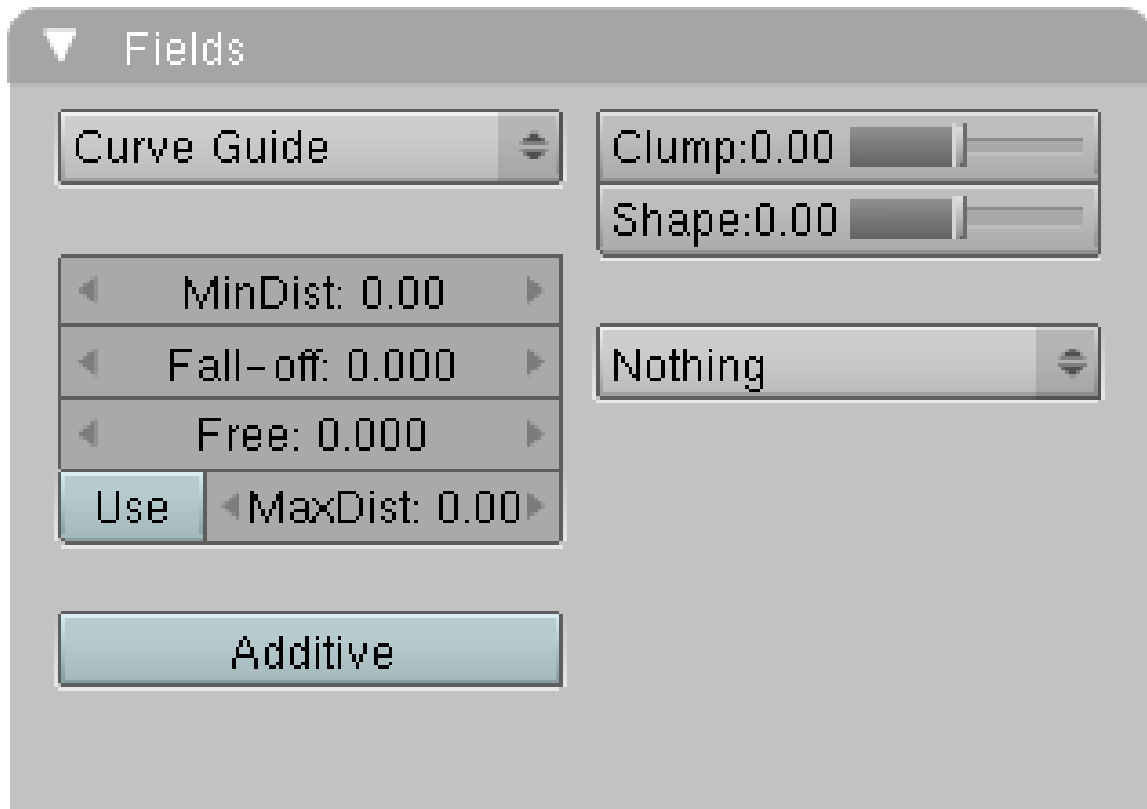 Fields
Curve Guide
MinDist: 0.00
Fall-off: 0.000
Free: 0.000
Use MaxDist: 0.00
Additive
Clump:0.00
Shape:0.00
Nothing